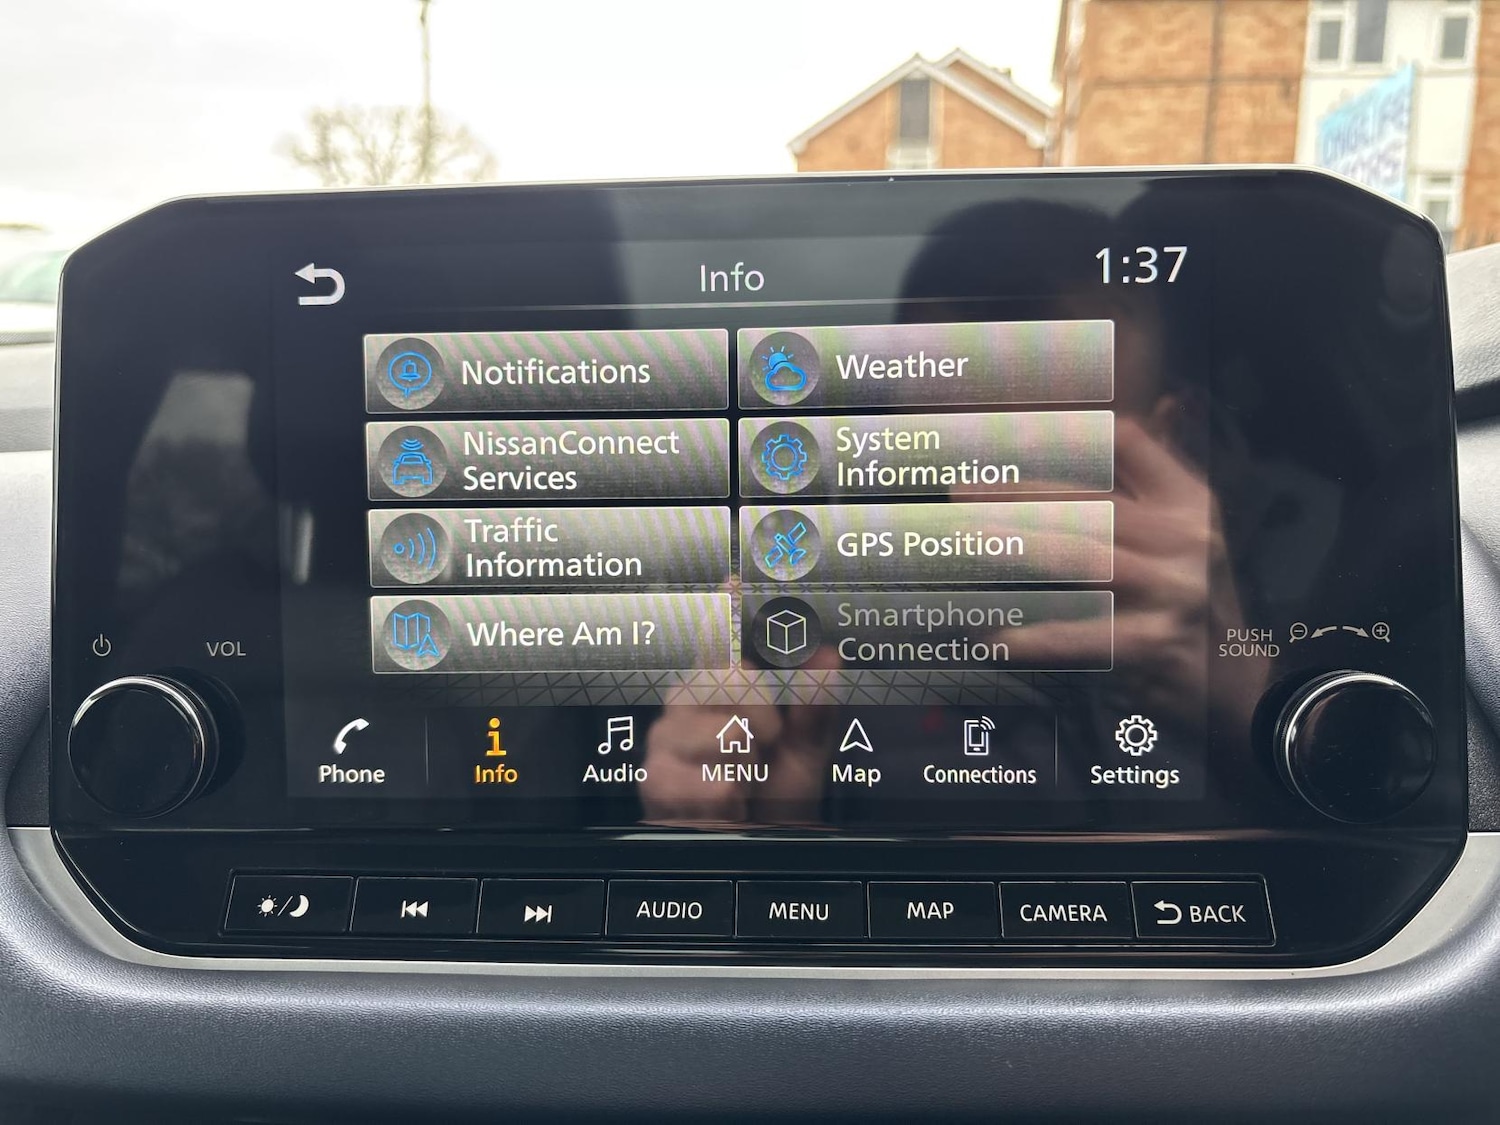 Info
1:37
Notifications
Weather
NissanConnect
Services
System
Information
Traffic
Information
GPS Position
Where Am I?
Smartphone
Connection
VOL
PUSH
SOUND
Phone
Info
Audio
MENU
Map
Connections
Settings
AUDIO
MENU
MAP
CAMERA
BACK